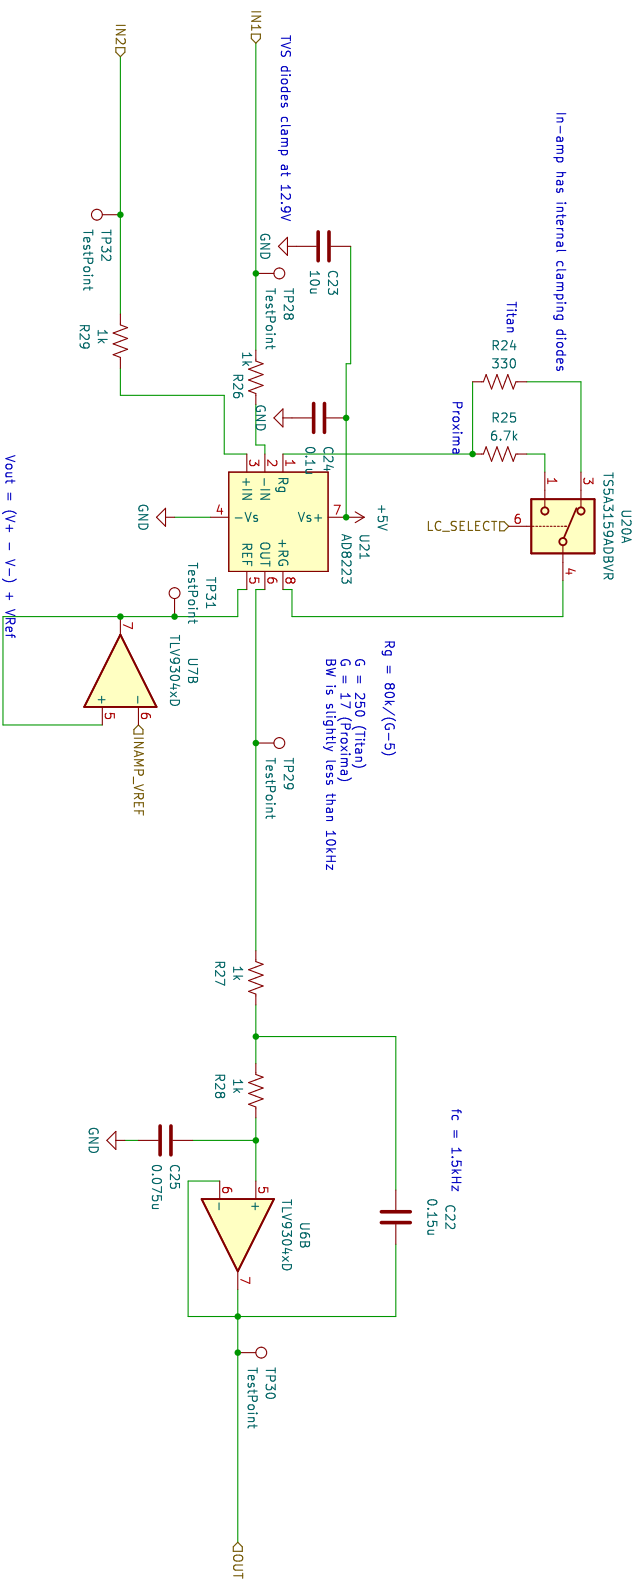 IN1
IN2
TVS diodes clamp at 12.9V
In-amp has internal clamping diodes
TP32
TestPoint
GND
C23
10u
TP28
TestPoint
Titan
R24
330
1k
R29
1k
R26
Proxima
R25
6.7k
GND
C24
0.1u
TS5A3159ADBVR
U20A
3
1
6
4
LC_SELECT
+5V
U21
AD8223
3
2
1
+IN
-IN
Rg
4
-Vs
Vs+
7
GND
REF
OUT
+RG
5
6
8
Vout = (V+ - V-) + VRef
TP31
TestPoint
7
U7B
TLV9304xD
+
-
5
6
INAMP_VREF
Rg = 80k/(G-5)
G = 250 (Titan)
G = 17 (Proxima)
BW is slightly less than 10kHz
TP29
TestPoint
R27
1k
R28
1k
fc = 1.5kHz
GND
C25
0.075u
C22
0.15u
6
5
-
+
U6B
TLV9304xD
7
TP30
TestPoint
OUT